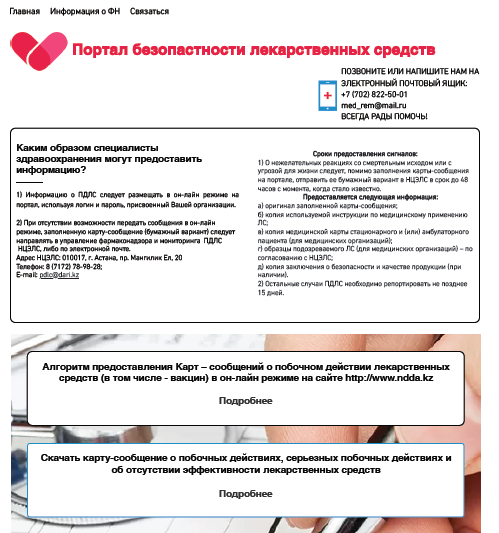 Главная Информация о ФН Связаться
Портал безопастности лекарственных средств
ПОЗВОНИТЕ ИЛИ НАПИШИТЕ НАМ НА
ЭЛЕКТРОННЫЙ ПОЧТОВЫЙ ЯЩИК:
+7 (702) 822-50-01
med_rem@mail.ru
ВСЕГДА РАДЫ ПОМОЧЬ!
Каким образом специалисты
здравоохранения могут предоставить
информацию?
1) Информацию о ПДЛС следует размещать в он-лайн режиме на
портал, используя логин и пароль, присвоенный Вашей организации.
2) При отсутствии возможности передать сообщения в он-лайн
режиме, заполненную карту-сообщение (бумажный вариант) следует
направлять в управление фармаконадзора и мониторинга ПДЛС
НЦЭЛС, либо по электронной почте.
Адрес НЦЭЛС: 010017, г. Астана, пр. Мангилик Ел, 20
Телефон: 8 (7172) 78-98-28;
E-mail: pdlc@dari.kz
Сроки предоставления сигналов:
1) О нежелательных реакциях со смертельным исходом или с
угрозой для жизни следует, помимо заполнения карты-сообщения
на портале, отправить ее бумажный вариант в НЦЭЛС в срок до 48
часов с момента, когда стало известно.
Предоставляется следующая информация:
а) оригинал заполненной карты-сообщения;
б) копия используемой инструкции по медицинскому применению
ЛС;
в) копия медицинской карты стационарного и (или) амбулаторного
пациента (для медицинских организаций);
г) образцы подозреваемого ЛС (для медицинских организаций) – по
согласованию с НЦЭЛС;
д) копия заключения о безопасности и качестве продукции (при
наличии).
2) Остальные случаи ПДЛС необходимо репортировать не позднее
15 дней.
Алгоритм предоставления Карт – сообщений о побочном действии лекарственных
средств (в том числе - вакцин) в он-лайн режиме на сайте http://www.ndda.kz
Подробнее
Скачать карту-сообщение о побочных действиях, серьезных побочных действиях и
об отсутствии эффективности лекарственных средств
Подробнее